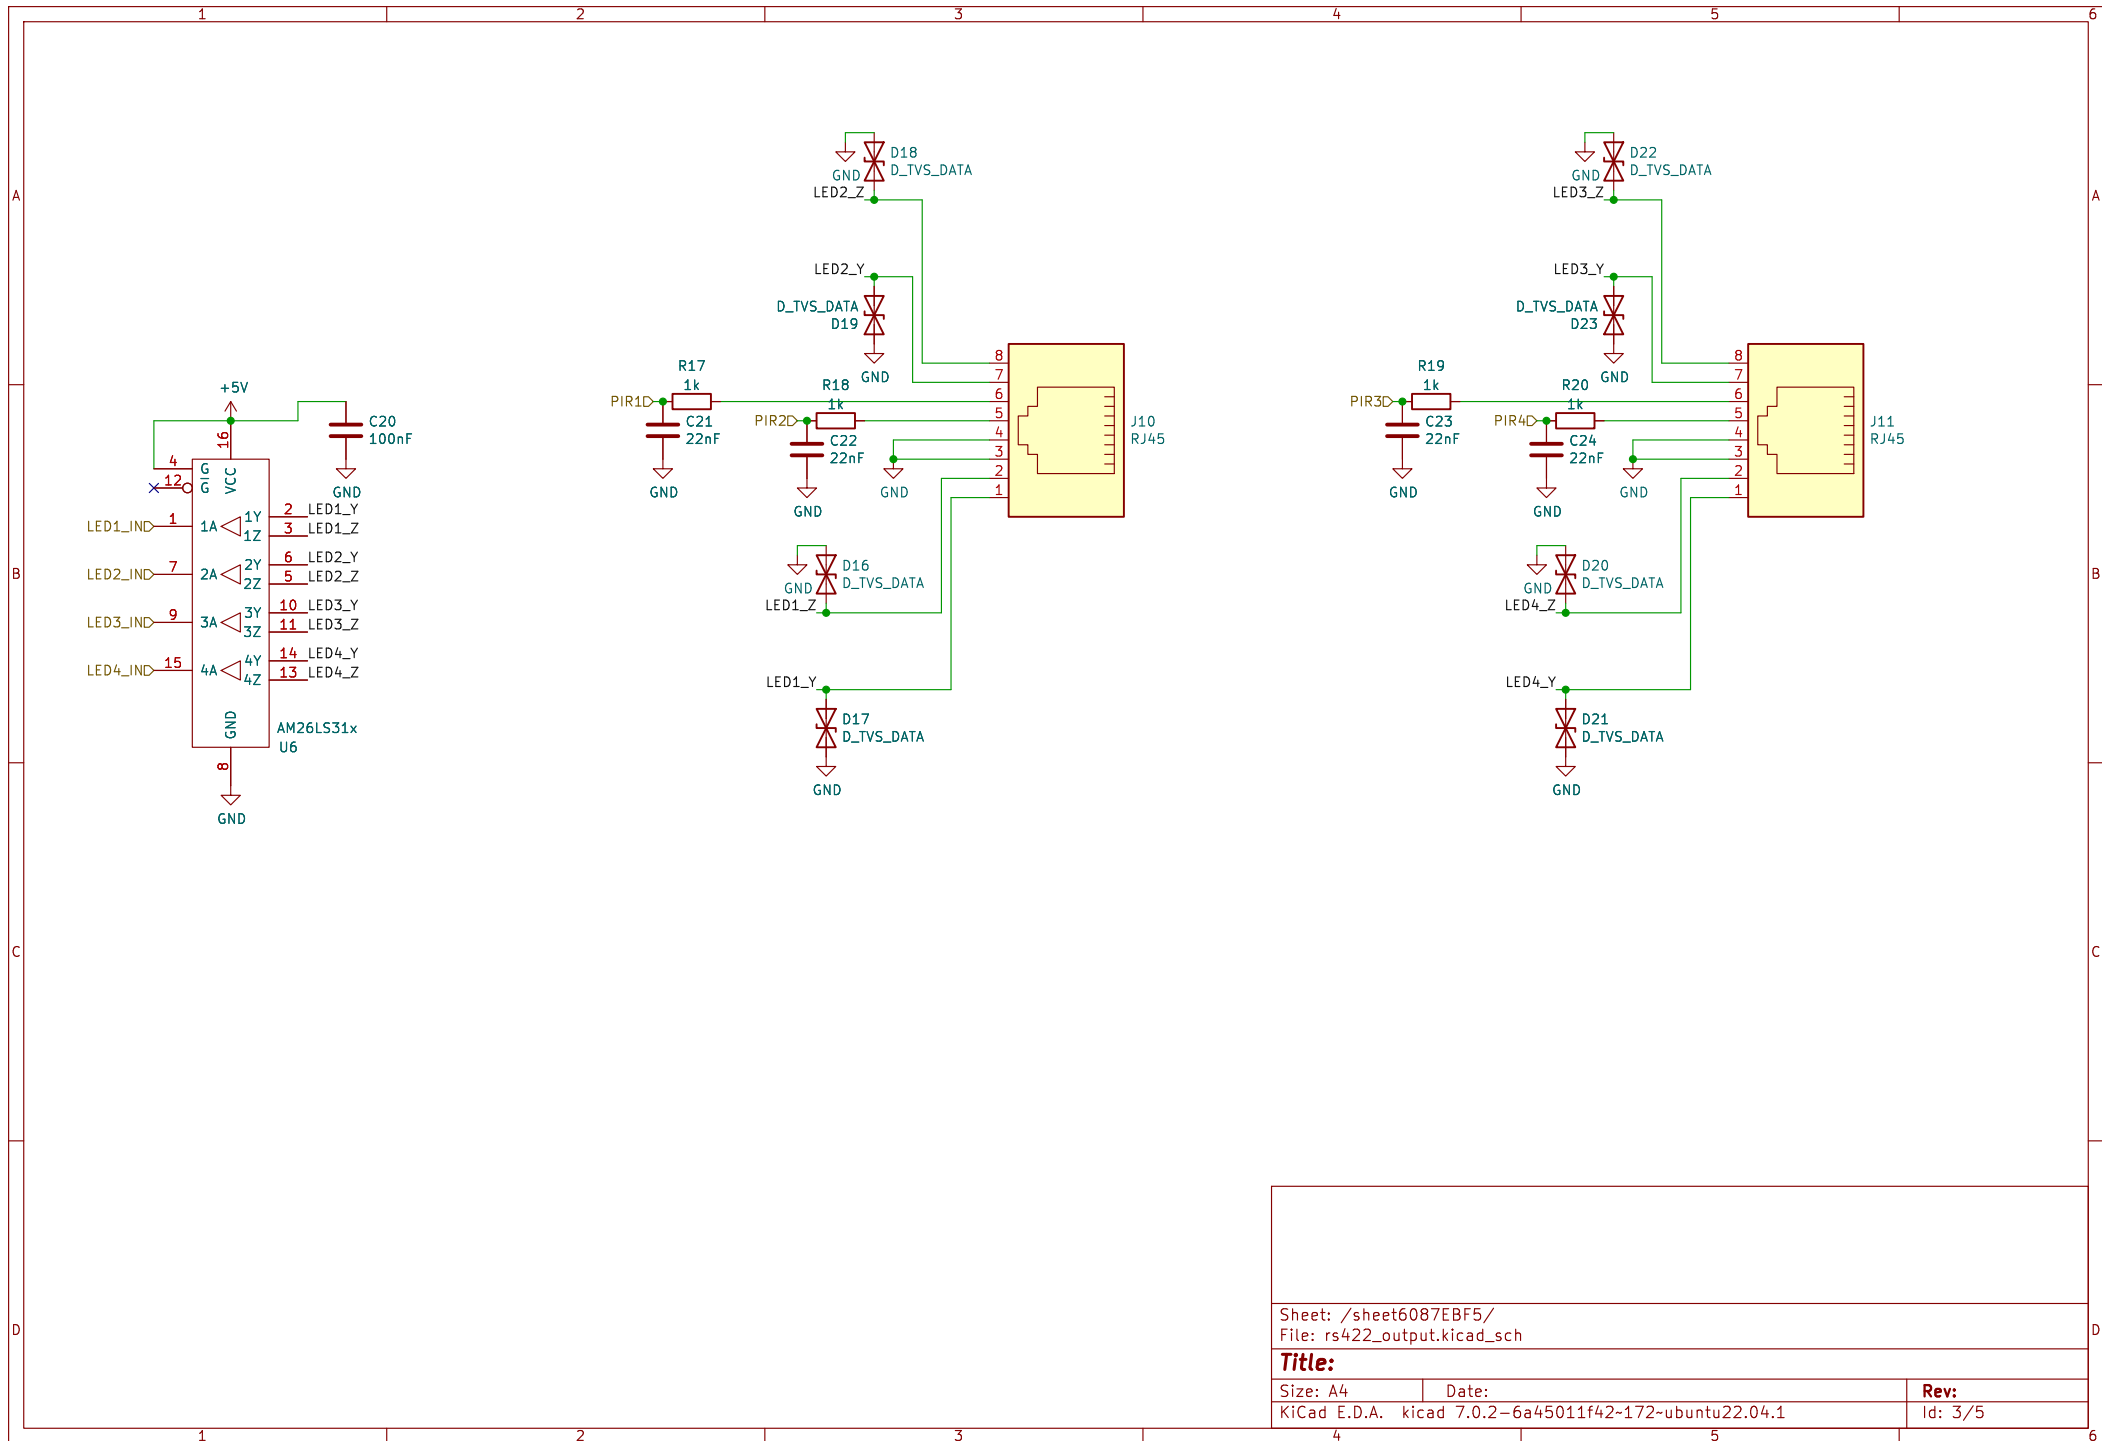 1 2 3 4 5 6
A A
B B
C C
D D
1 2 3 4 5 6
+5V
C20
100nF
GND
16
VCC
4 G
12 G
1 1A
LED1_IN
7 2A
LED2_IN
9 3A
LED3_IN
15 4A
LED4_IN
1Y 2 LED1_Y
1Z 3 LED1_Z
2Y 6 LED2_Y
2Z 5 LED2_Z
3Y 10 LED3_Y
3Z 11 LED3_Z
4Y 14 LED4_Y
4Z 13 LED4_Z
GND
8
GND
AM26LS31x
U6
D18
D_TVS_DATA
GND
LED2_Z
LED2_Y
D_TVS_DATA
D19
GND
R17
1k
PIR1
C21
22nF
GND
R18
1k
PIR2
C22
22nF
GND
GND
8
7
6
5
4
3
2
1
J10
RJ45
D16
D_TVS_DATA
GND
LED1_Z
LED1_Y
D17
D_TVS_DATA
GND
D22
D_TVS_DATA
GND
LED3_Z
LED3_Y
D_TVS_DATA
D23
GND
R19
1k
PIR3
C23
22nF
GND
R20
1k
PIR4
C24
22nF
GND
GND
8
7
6
5
4
3
2
1
J11
RJ45
D20
D_TVS_DATA
GND
LED4_Z
LED4_Y
D21
D_TVS_DATA
GND
Sheet: /sheet6087EBF5/
File: rs422_output.kicad_sch
Title:
Size: A4 Date: Rev:
KiCad E.D.A. kicad 7.0.2-6a45011f42~172~ubuntu22.04.1 Id: 3/5